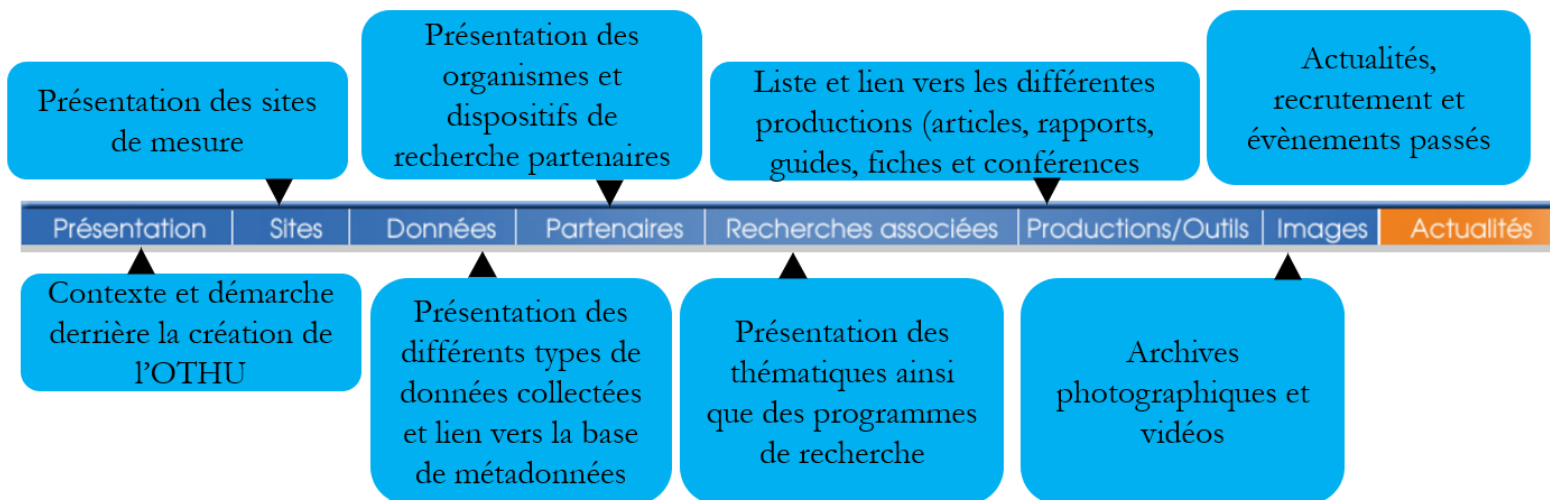 Présentation des sites
de mesure
Présentation des
organismes et
dispositifs de
recherche partenaires
Liste et lien vers les différentes
productions (articles, rapports,
guides, fiches et conférences
Actualités,
recrutement et
évènements passés
Présentation Sites Données Partenaires Recherches associées Productions/Outils Images Actualités
Contexte et démarche
derrière la création de
l’OTHU
Présentation des
différents types de
données collectées
et lien vers la base
de métadonnées
Présentation des
thématiques ainsi
que des programmes
de recherche
Archives
photographiques et
vidéos